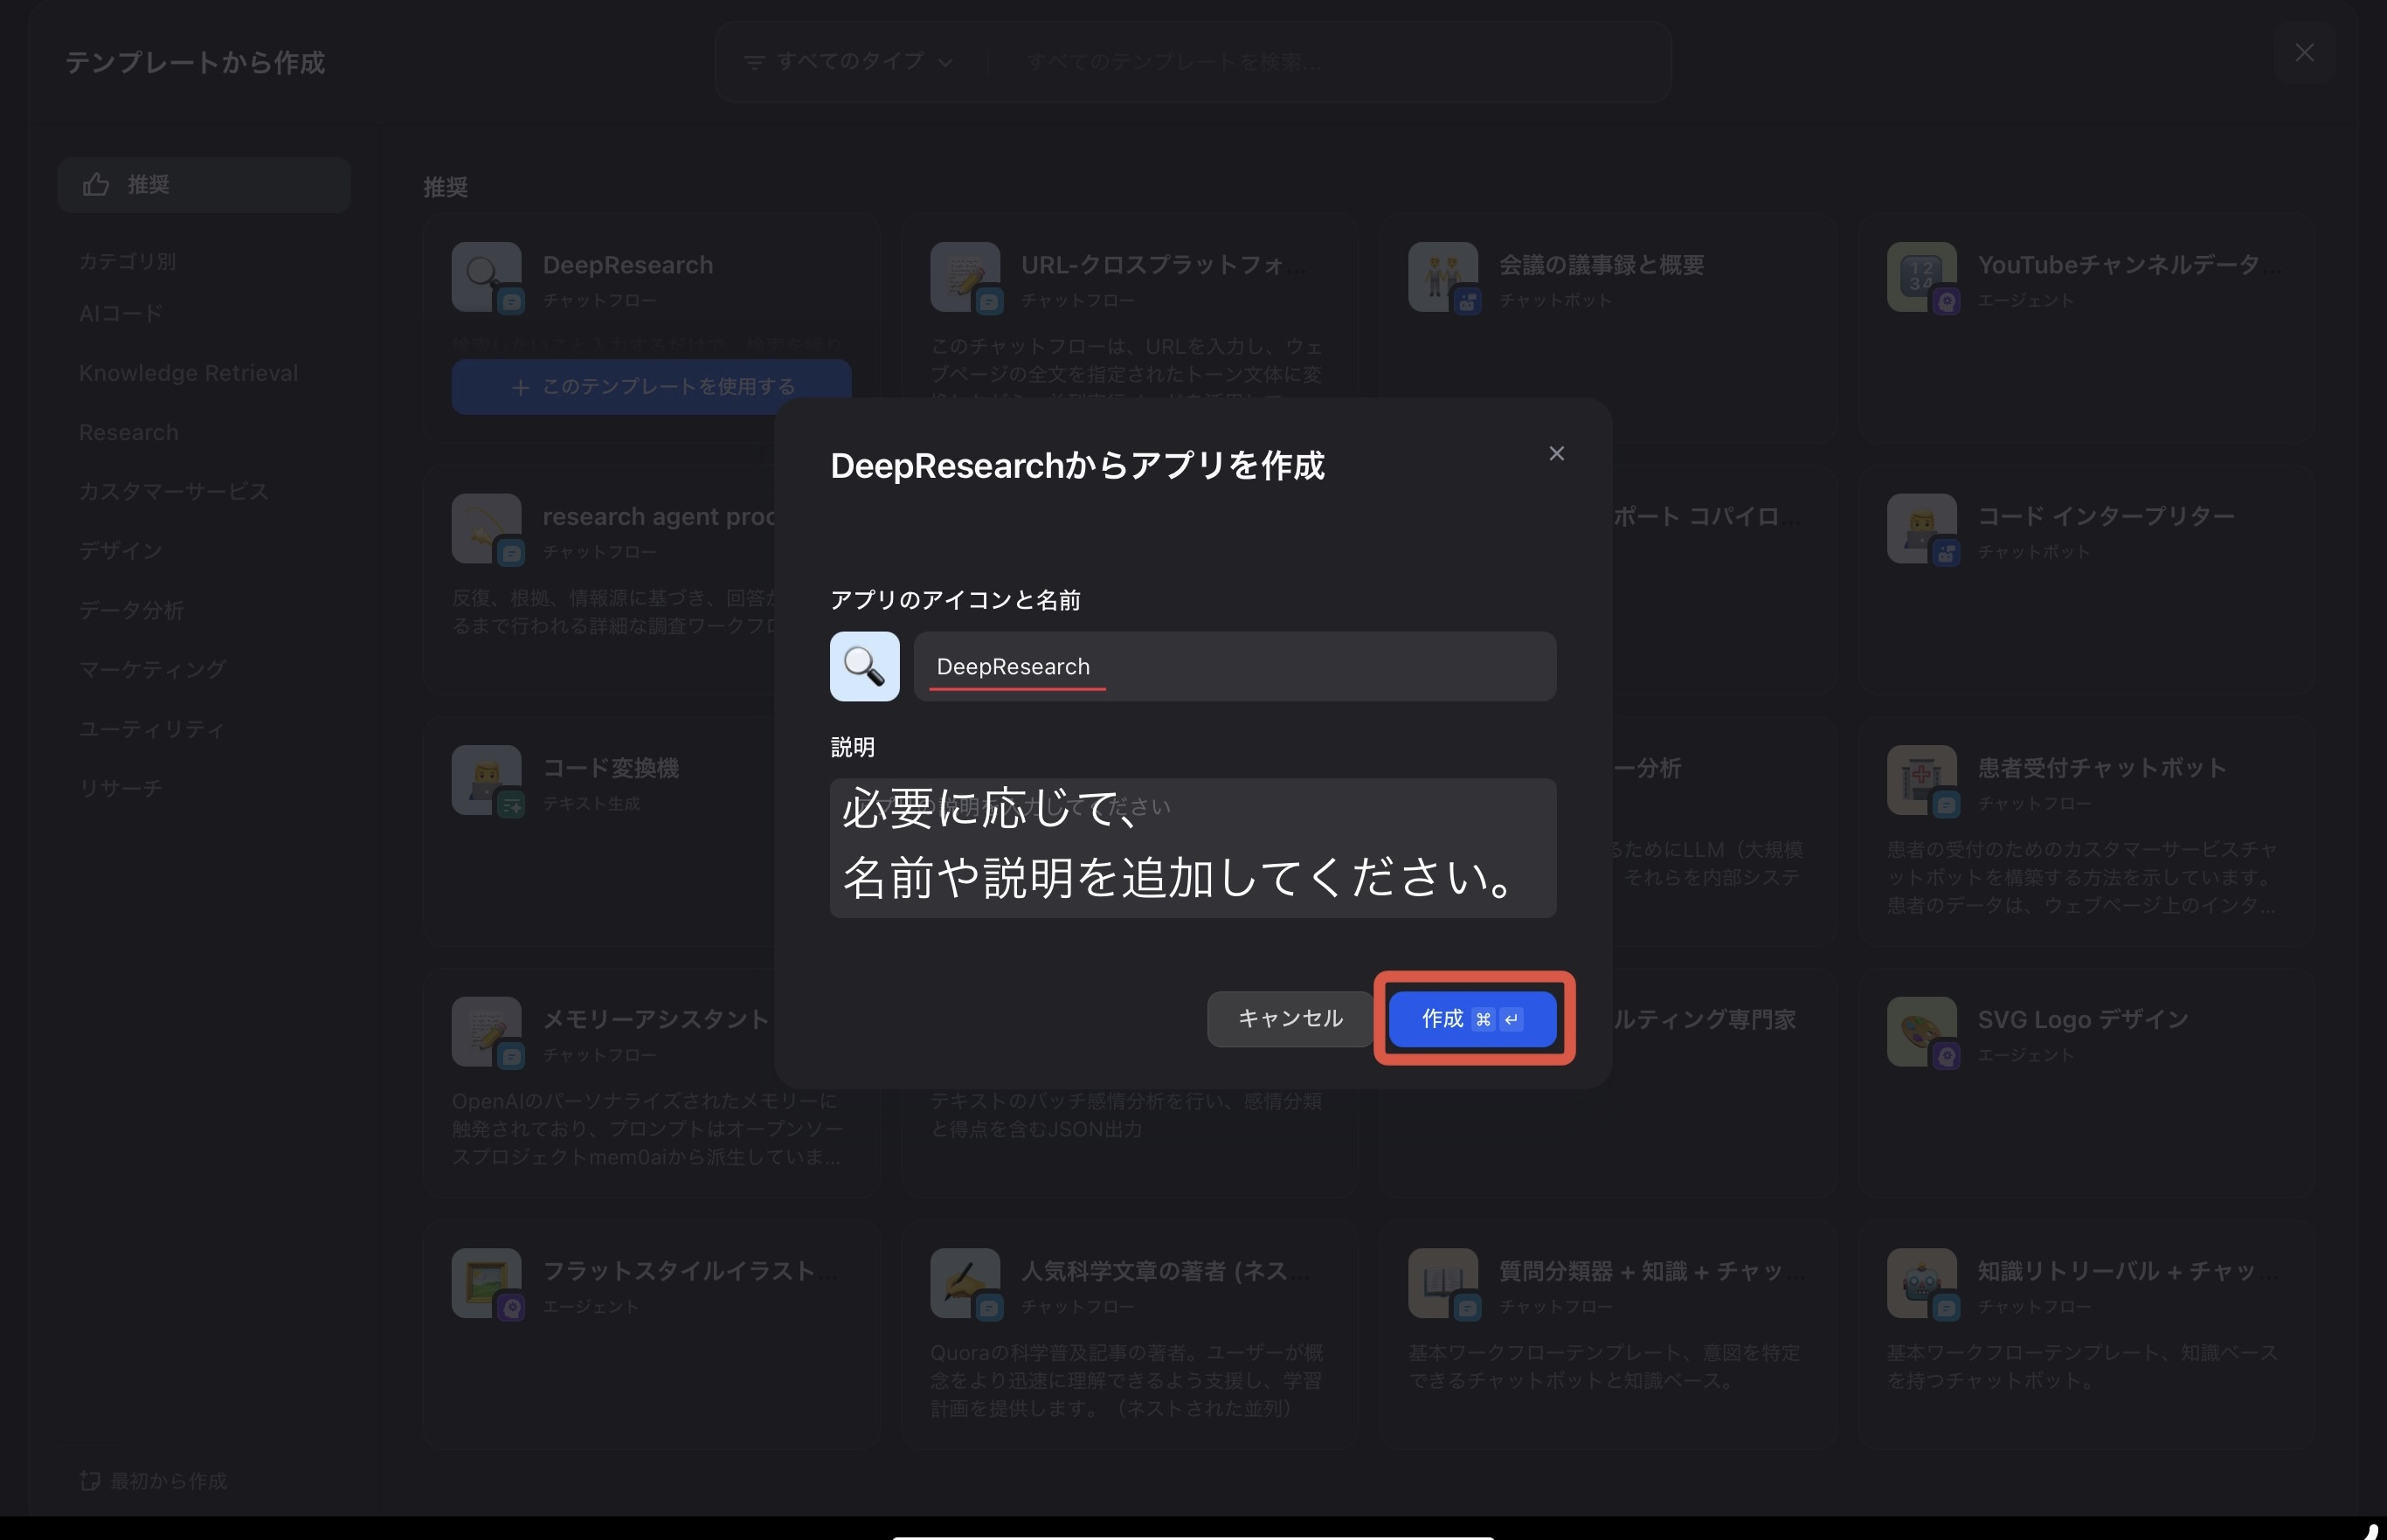 テンプレートから作成
すべてのタイプ
すべてのテンプレートを検索...
推奨
カテゴリ別
AIコード
Knowledge Retrieval
Research
カスタマーサービス
デザイン
データ分析
マーケティング
ユーティリティ
リサーチ
最初から作成
推奨
DeepResearch
チャットフロー
このテンプレートを使用する
URL-クロスプラットフォ...
チャットフロー
このチャットフローは、URLを入力し、ウェ
ブページの全文を指定されたトーン文体に変
会議の議事録と概要
チャットボット
YouTubeチャンネルデータ...
エージェント
research agent proc
チャットフロー
反復、根拠、情報源に基づき、回答が
るまで行われる詳細な調査ワークフロ
ポート コパイロ...
コード インタープリター
チャットボット
コード変換機
テキスト生成
ー分析
るためにLLM（大規模
それらを内部システ
患者受付チャットボット
チャットフロー
患者の受付のためのカスタマーサービスチャ
ットボットを構築する方法を示しています。
患者のデータは、ウェブページ上のインタ...
メモリーアシスタント
チャットフロー
OpenAIのパーソナライズされたメモリーに
触発されており、プロンプトはオープンソー
スプロジェクトmem0aiから派生していま...
テキストのバッチ感情分析を行い、感情分類
と得点を含むJSON出力
ルティング専門家
SVG Logo デザイン
エージェント
フラットスタイルイラスト...
エージェント
人気科学文章の著者 (ネス...
チャットフロー
Quoraの科学普及記事の著者。ユーザーが概
念をより迅速に理解できるよう支援し、学習
計画を提供します。（ネストされた並列）
質問分類器 + 知識 + チャッ...
チャットフロー
基本ワークフローテンプレート、意図を特定
できるチャットボットと知識ベース。
知識リトリーバル + チャッ...
チャットフロー
基本ワークフローテンプレート、知識ベース
を持つチャットボット。
DeepResearchからアプリを作成
アプリのアイコンと名前
DeepResearch
説明
必要に応じて、
名前や説明を追加してください。
キャンセル
作成 ⌘ ↵